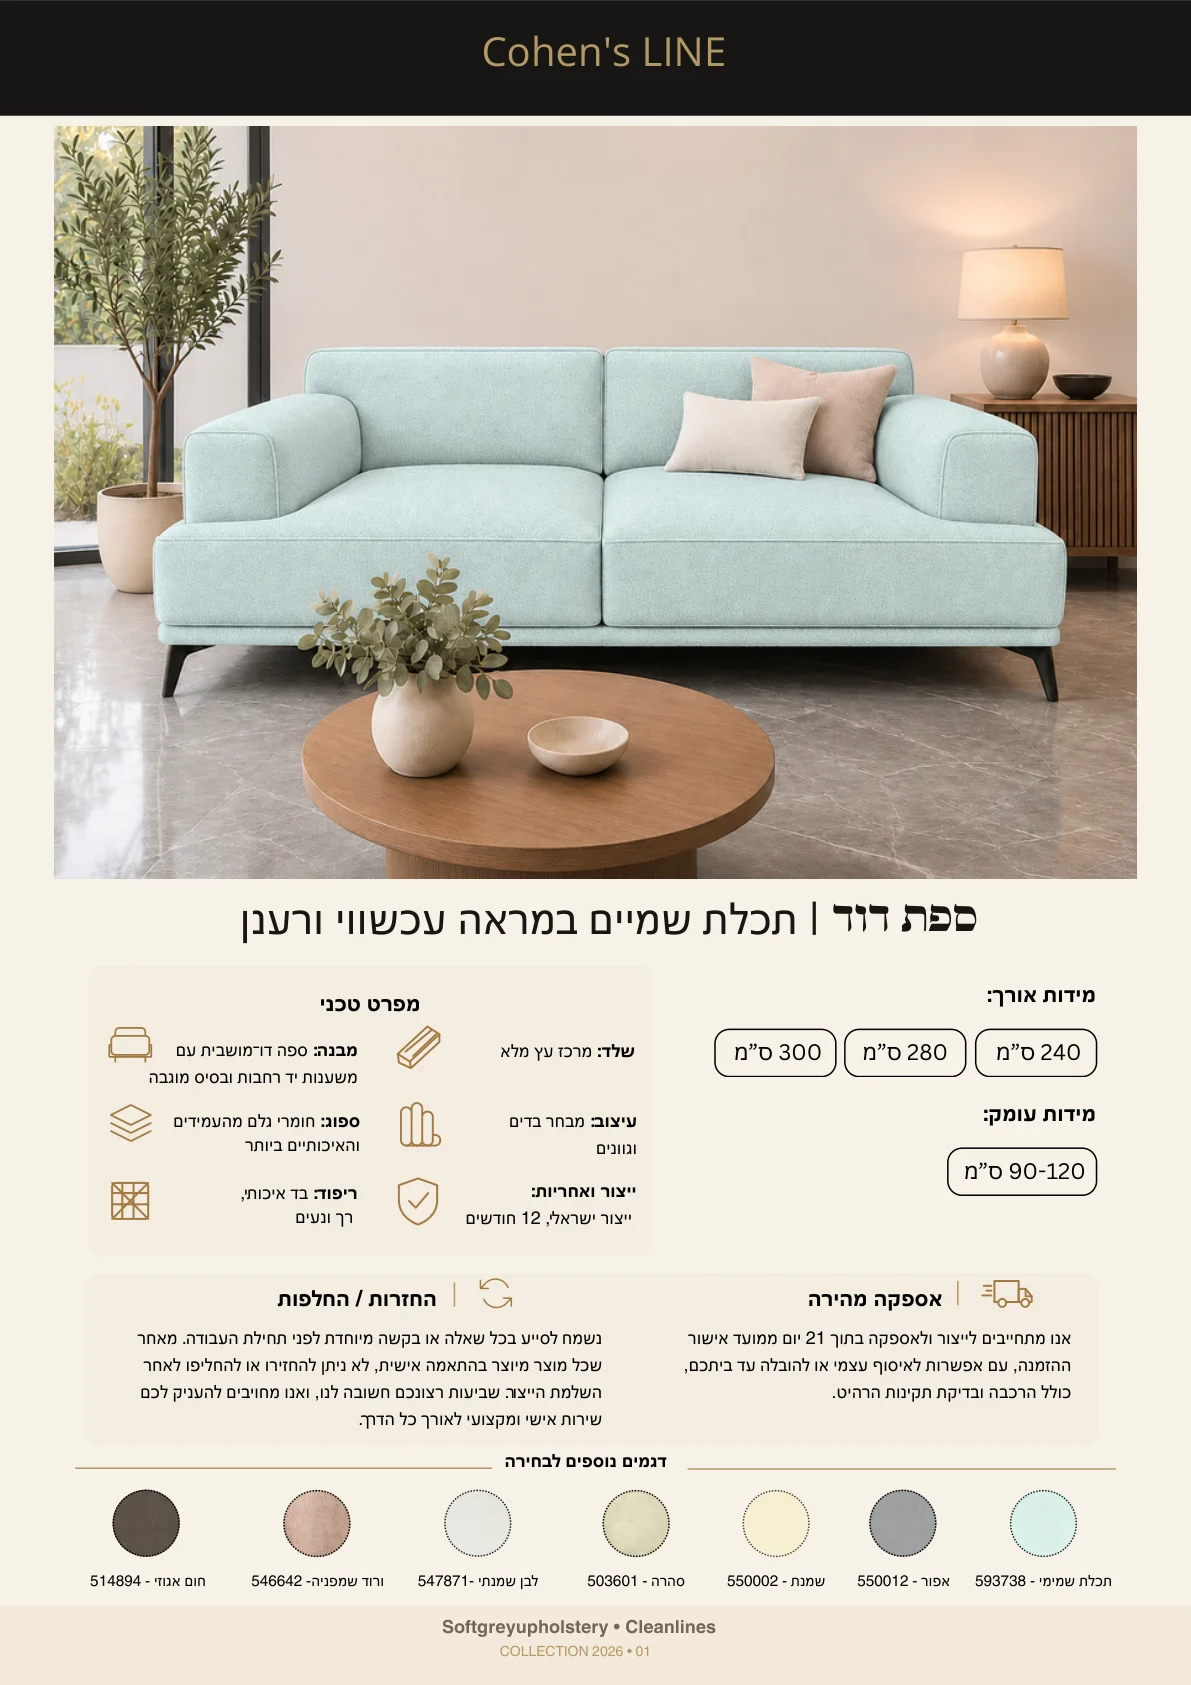 Cohen's LINE
ספת דוד | תכלת שמיים במראה עכשווי ורענן
מידות אורך:
240 ס”מ
280 ס”מ
300 ס”מ
מידות עומק:
90-120 ס”מ
מפרט טכני
שלד: מרכז עץ מלא
מבנה: ספה דו־מושבית עם
משענות יד רחבות ובסיס מוגבה
עיצוב: מבחר בדים
וגוונים
ספוג: חומרי גלם מהעמידים
והאיכותיים ביותר
ייצור ואחריות:
ייצור ישראלי, 12 חודשים
ריפוד: בד איכותי,
רך ונעים
אספקה מהירה
אנו מתחייבים לייצור ולאספקה בתוך 21 יום ממועד אישור
ההזמנה, עם אפשרות לאיסוף עצמי או להובלה עד ביתכם,
כולל הרכבה ובדיקת תקינות הרהיט.
החזרות / החלפות
נשמח לסייע בכל שאלה או בקשה מיוחדת לפני תחילת העבודה. מאחר
שכל מוצר מיוצר בהתאמה אישית, לא ניתן להחזירו או להחליפו לאחר
השלמת הייצור. שביעות רצונכם חשובה לנו, ואנו מחויבים להעניק לכם
שירות אישי ומקצועי לאורך כל הדרך.
דגמים נוספים לבחירה
תכלת שמימי - 593738
אפור - 550012
שמנת - 550002
סהרה - 503601
לבן שמנתי -547871
ורוד שמפניה- 546642
חום אגוזי - 514894
Softgreyupholstery • Cleanlines
COLLECTION 2026 • 01